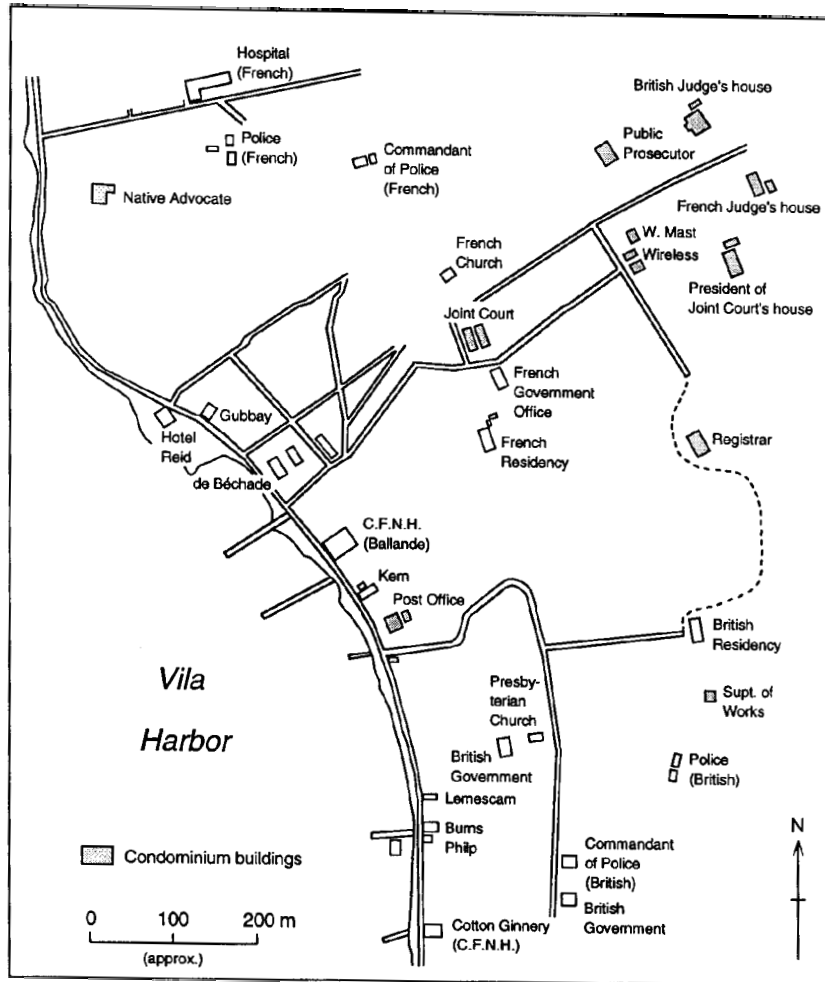 Hospital
(French)
British Judge's house
Police
(French)
Commandant
of Police
(French)
Public
Prosecutor
Native Advocate
French Judge's house
French
Church
W. Mast
Wireless
President of
Joint Court's house
Joint Court
French
Government
Office
Gubbay
Hotel
Reid
French
Residency
Registrar
de Béchade
C.F.N.H.
(Ballande)
Kern
Post Office
British
Residency
Vila
Harbor
Presby-
terian
Church
Supt. of
Works
British
Government
Police
(British)
Lemescam
Burns
Philp
Condominium buildings
Commandant
of Police
(British)
N
0 100 200 m
(approx.)
Cotton Ginnery
(C.F.N.H.)
British
Government